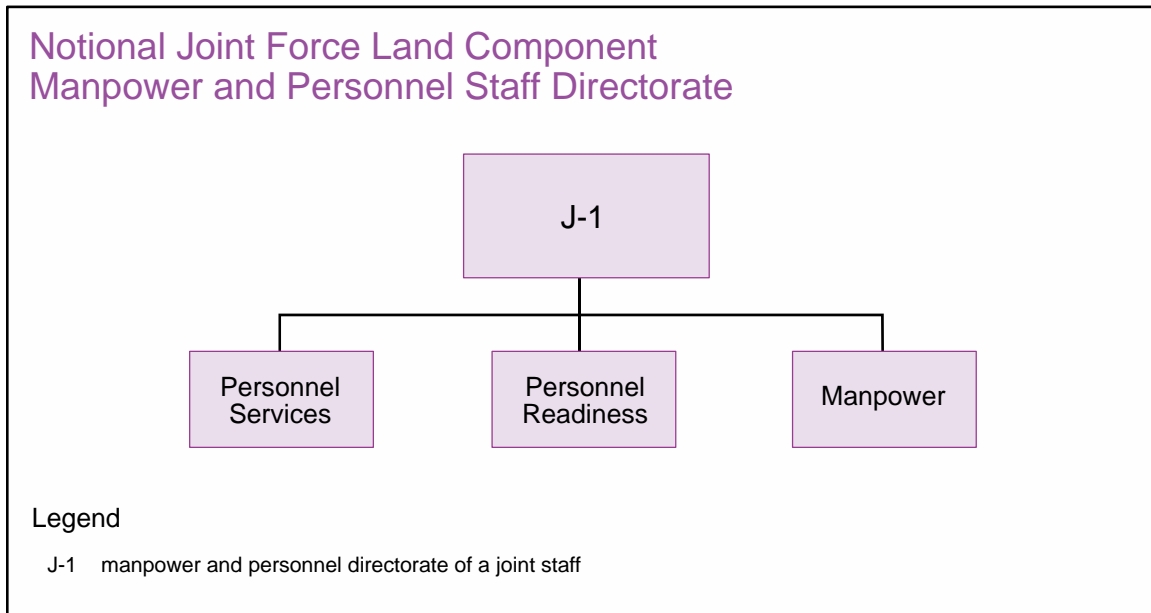 Notional Joint Force Land Component
Manpower and Personnel Staff Directorate
J-1
Personnel
Services
Personnel
Readiness
Manpower
Legend
J-1 manpower and personnel directorate of a joint staff